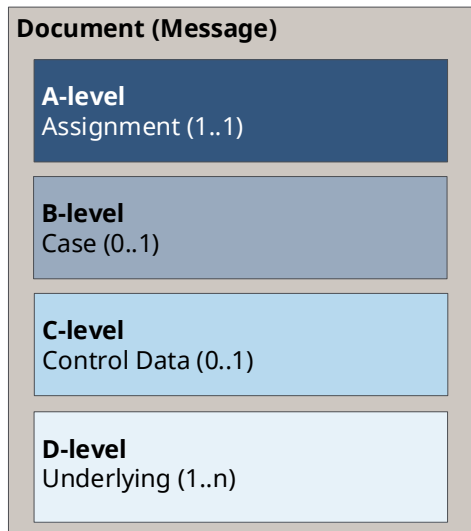 Document (Message)
A-level
Assignment (1..1)
B-level
Case (0..1)
C-level
Control Data (0..1)
D-level
Underlying (1..n)